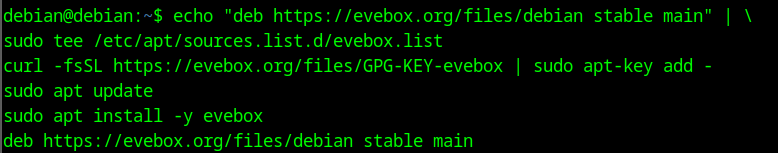 debian@debian:~$ echo "deb https://evebox.org/files/debian stable main" | \
sudo tee /etc/apt/sources.list.d/evebox.list
curl -fsSL https://evebox.org/files/GPG-KEY-evebox | sudo apt-key add -
sudo apt update
sudo apt install -y evebox
deb https://evebox.org/files/debian stable main